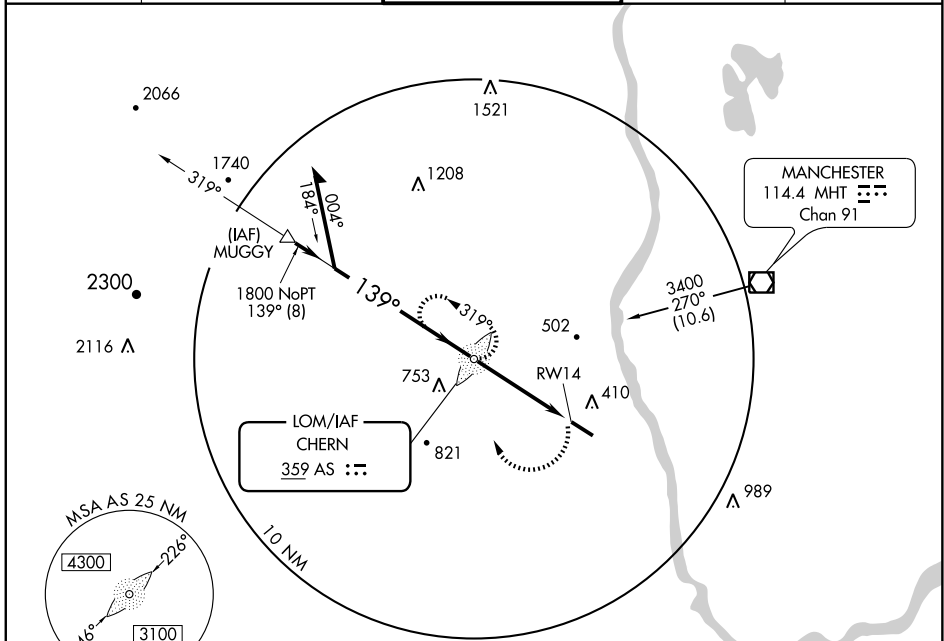 2066
1521
1740
1208
319°
(IAF)
MUGGY
184°
004°
MANCHESTER
114.4 MHT
Chan 91
2300
1800 NoPT
139° (8)
139°
3400
270°
(10.6)
319°
502
2116
753
RW14
410
LOM/IAF
CHERN
359 AS
821
989
MSA AS 25 NM
10 NM
4300
226°
46°
3100